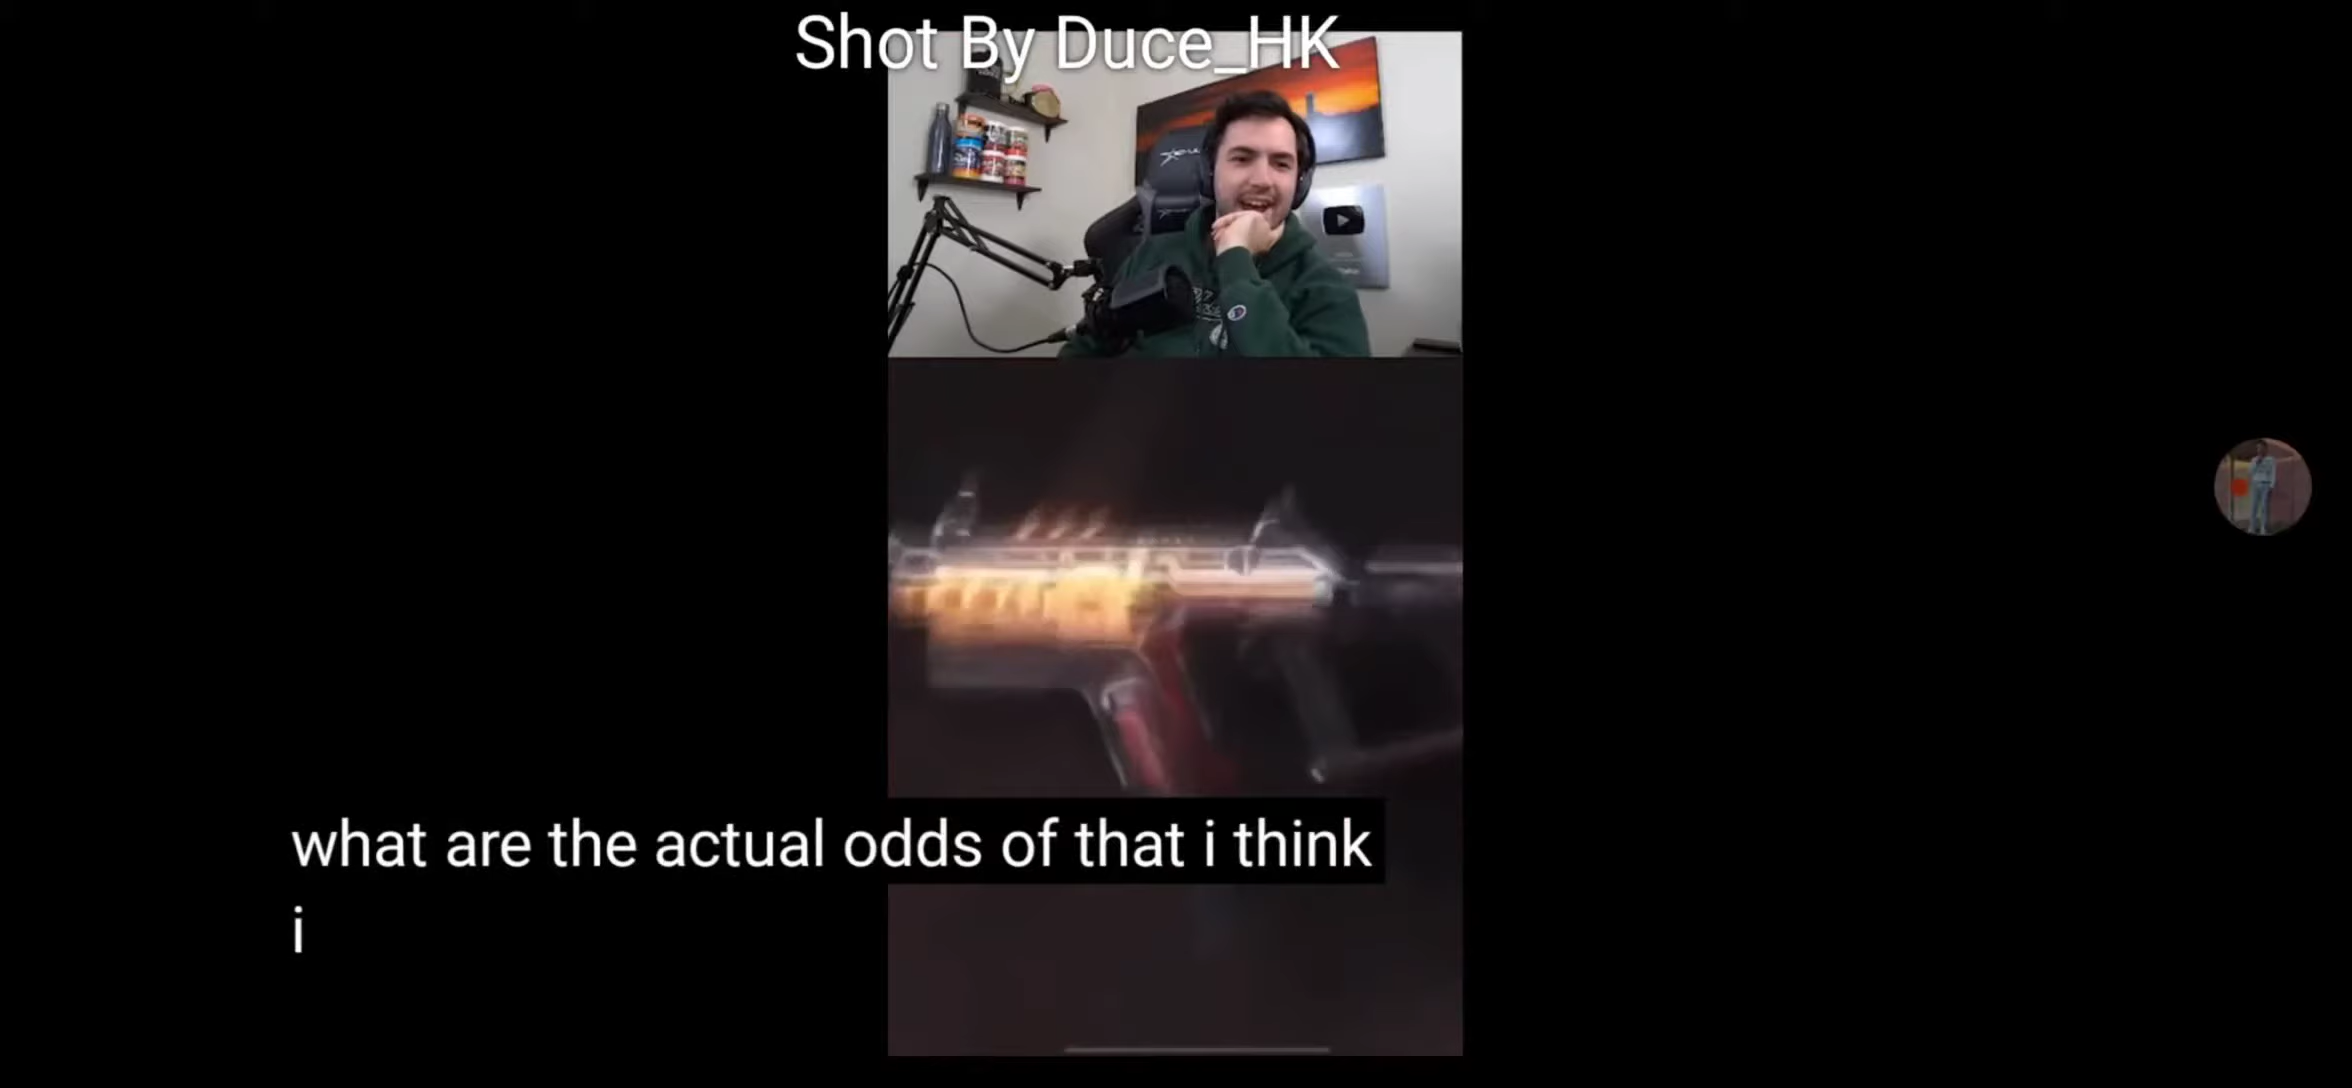 Shot By Duce_HK
what are the actual odds of that i think
i